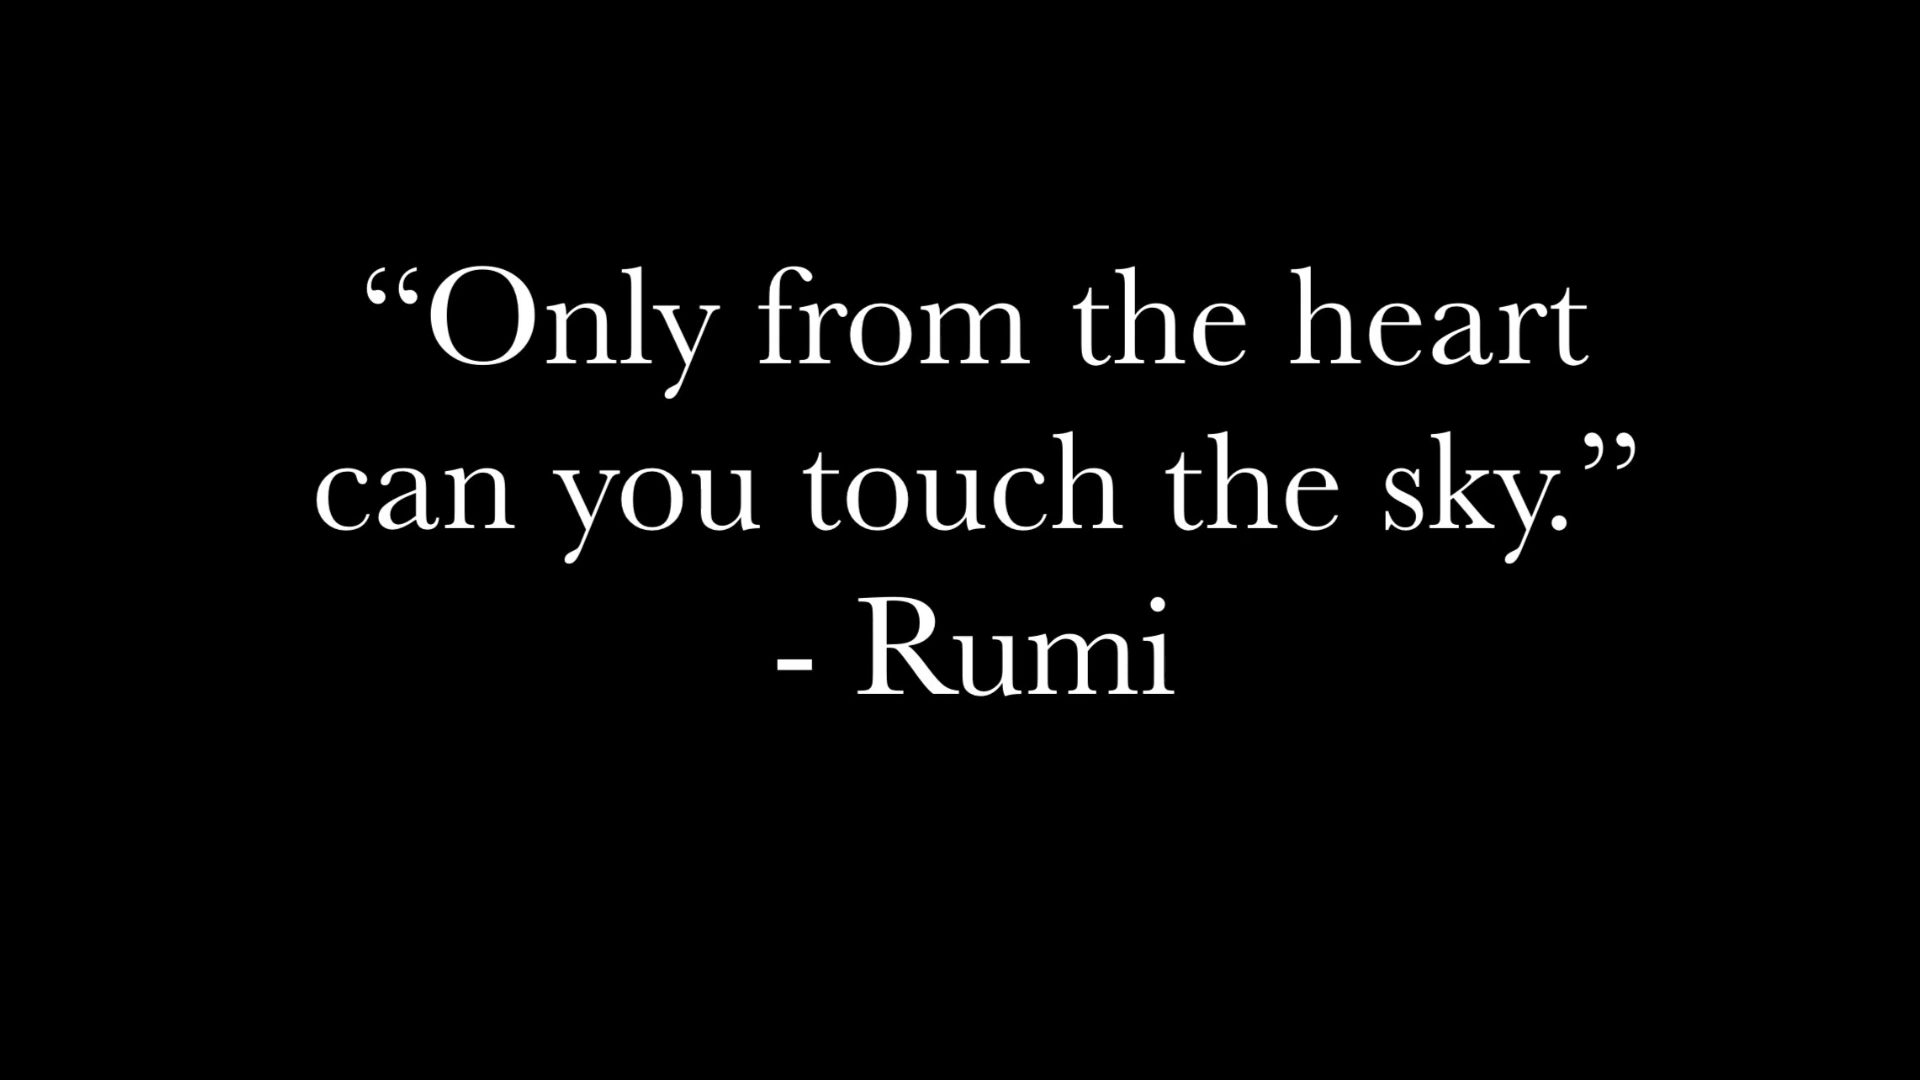 “Only from the heart
can you touch the sky.”
- Rumi